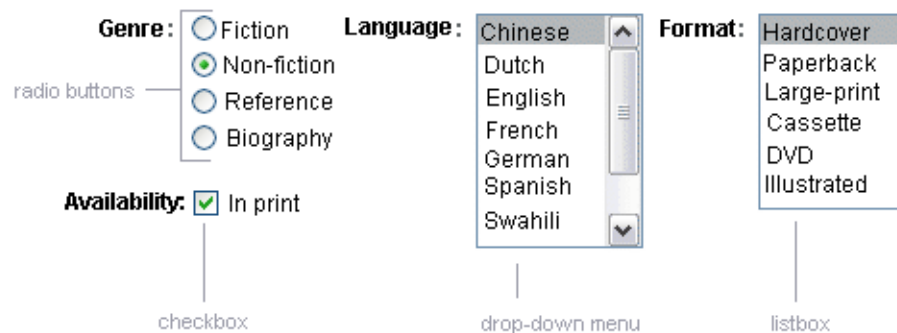 Genre:
Fiction
Non-fiction
Reference
Biography
radio buttons
Availability:
In print
checkbox
Language:
Chinese
Dutch
English
French
German
Spanish
Swahili
drop-down menu
Format:
Hardcover
Paperback
Large-print
Cassette
DVD
Illustrated
listbox